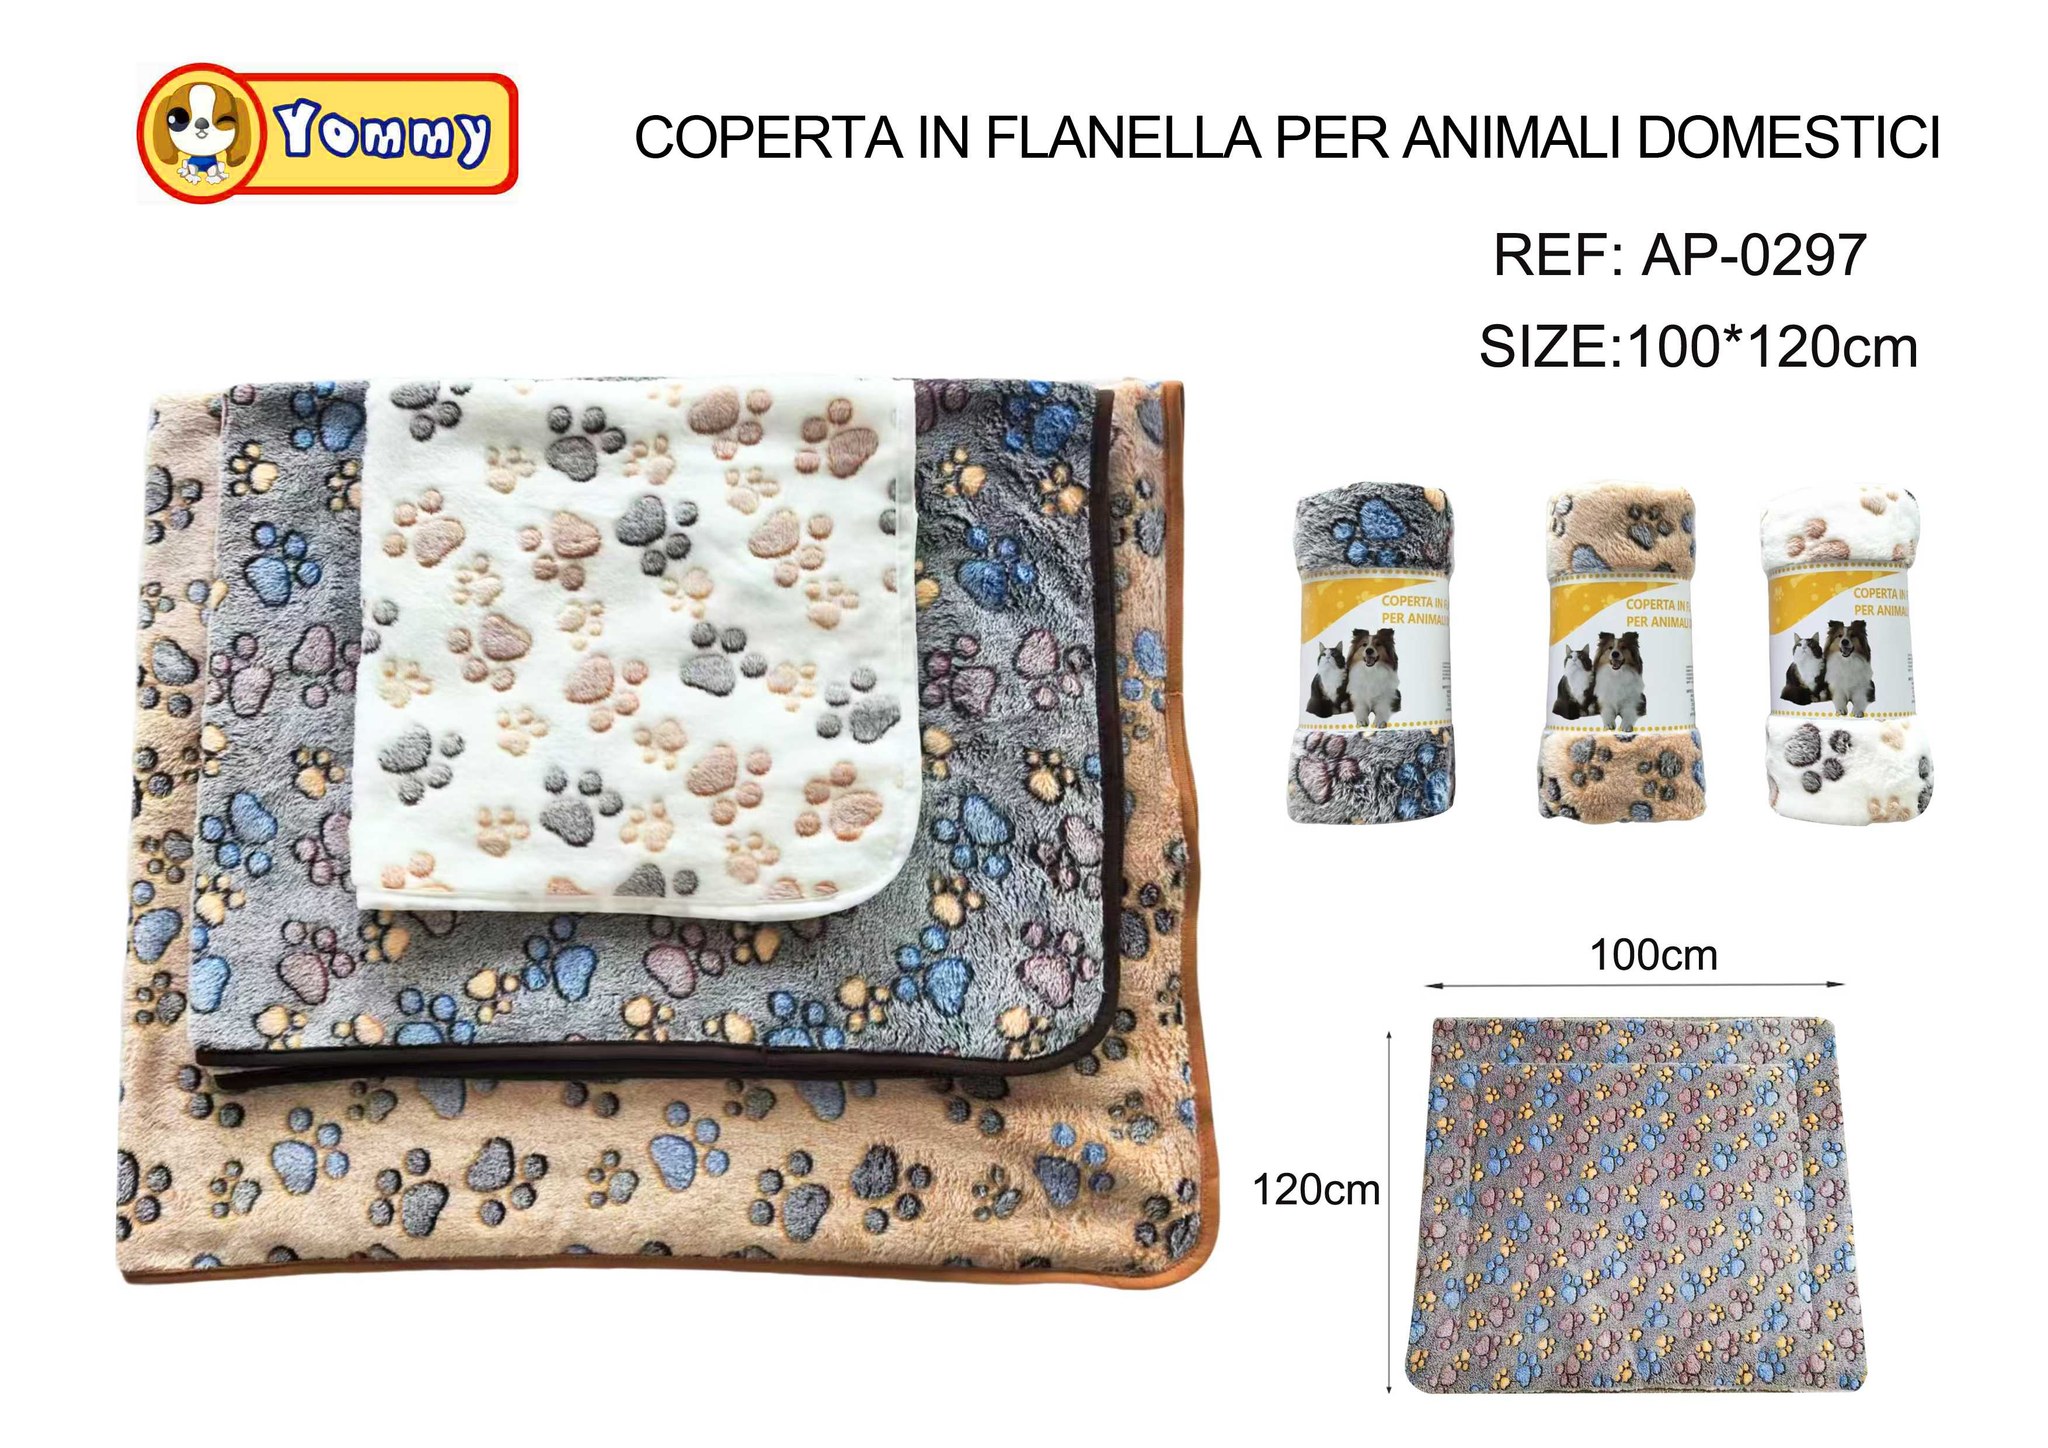 Yommy
COPERTA IN FLANELLA PER ANIMALI DOMESTICI
REF: AP-0297
SIZE:100*120cm
COPERTA IN
PER ANIMALI
COPERTA IN
PER ANIMALI
COPERTA IN
PER ANIMAL
100cm
120cm